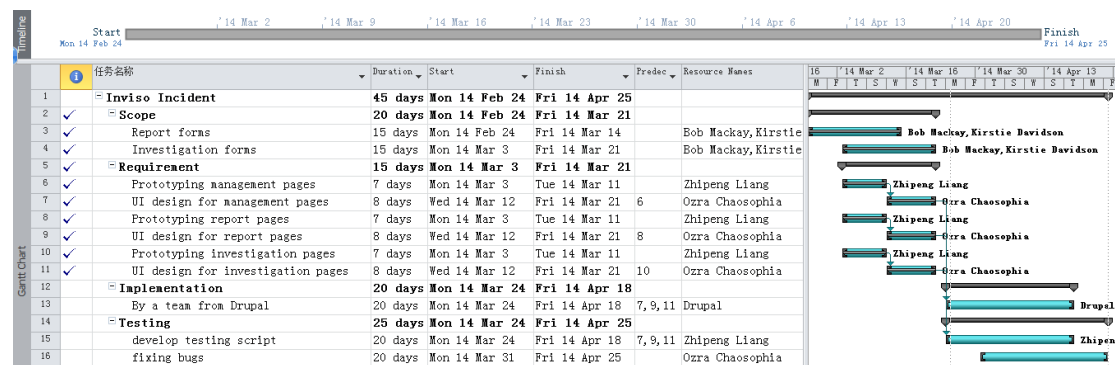 Timeline
'14 Mar 2 '14 Mar 9 '14 Mar 16 '14 Mar 23 '14 Mar 30 '14 Apr 6 '14 Apr 13 '14 Apr 20
Start Finish
Mon 14 Feb 24 Fri 14 Apr 25
任务名称 Duration Start Finish Predec Resource Names
16 '14 Mar 2 '14 Mar 16 '14 Mar 30 '14 Apr 13
M F T S W S T M F T S W S T M F
Gantt Chart
1 Inviso Incident 45 days Mon 14 Feb 24 Fri 14 Apr 25
2 Scope 20 days Mon 14 Feb 24 Fri 14 Mar 21
3 Report forms 15 days Mon 14 Feb 24 Fri 14 Mar 14 Bob Mackay,Kirstie Bob Mackay,Kirstie Davidson
4 Investigation forms 15 days Mon 14 Mar 3 Fri 14 Mar 21 Bob Mackay,Kirstie Bob Mackay,Kirstie Davidson
5 Requirement 15 days Mon 14 Mar 3 Fri 14 Mar 21
6 Prototyping management pages 7 days Mon 14 Mar 3 Tue 14 Mar 11 Zhipeng Liang Zhipeng Liang
7 UI design for management pages 8 days Wed 14 Mar 12 Fri 14 Mar 21 6 Ozra Chaosophia Ozra Chaosophia
8 Prototyping report pages 7 days Mon 14 Mar 3 Tue 14 Mar 11 Zhipeng Liang Zhipeng Liang
9 UI design for report pages 8 days Wed 14 Mar 12 Fri 14 Mar 21 8 Ozra Chaosophia Ozra Chaosophia
10 Prototyping investigation pages 7 days Mon 14 Mar 3 Tue 14 Mar 11 Zhipeng Liang Zhipeng Liang
11 UI design for investigation pages 8 days Wed 14 Mar 12 Fri 14 Mar 21 10 Ozra Chaosophia Ozra Chaosophia
12 Implementation 20 days Mon 14 Mar 24 Fri 14 Apr 18
13 By a team from Drupal 20 days Mon 14 Mar 24 Fri 14 Apr 18 7,9,11 Drupal Drupal
14 Testing 25 days Mon 14 Mar 24 Fri 14 Apr 25
15 develop testing script 20 days Mon 14 Mar 24 Fri 14 Apr 18 7,9,11 Zhipeng Liang Zhipen
16 fixing bugs 20 days Mon 14 Mar 31 Fri 14 Apr 25 Ozra Chaosophia